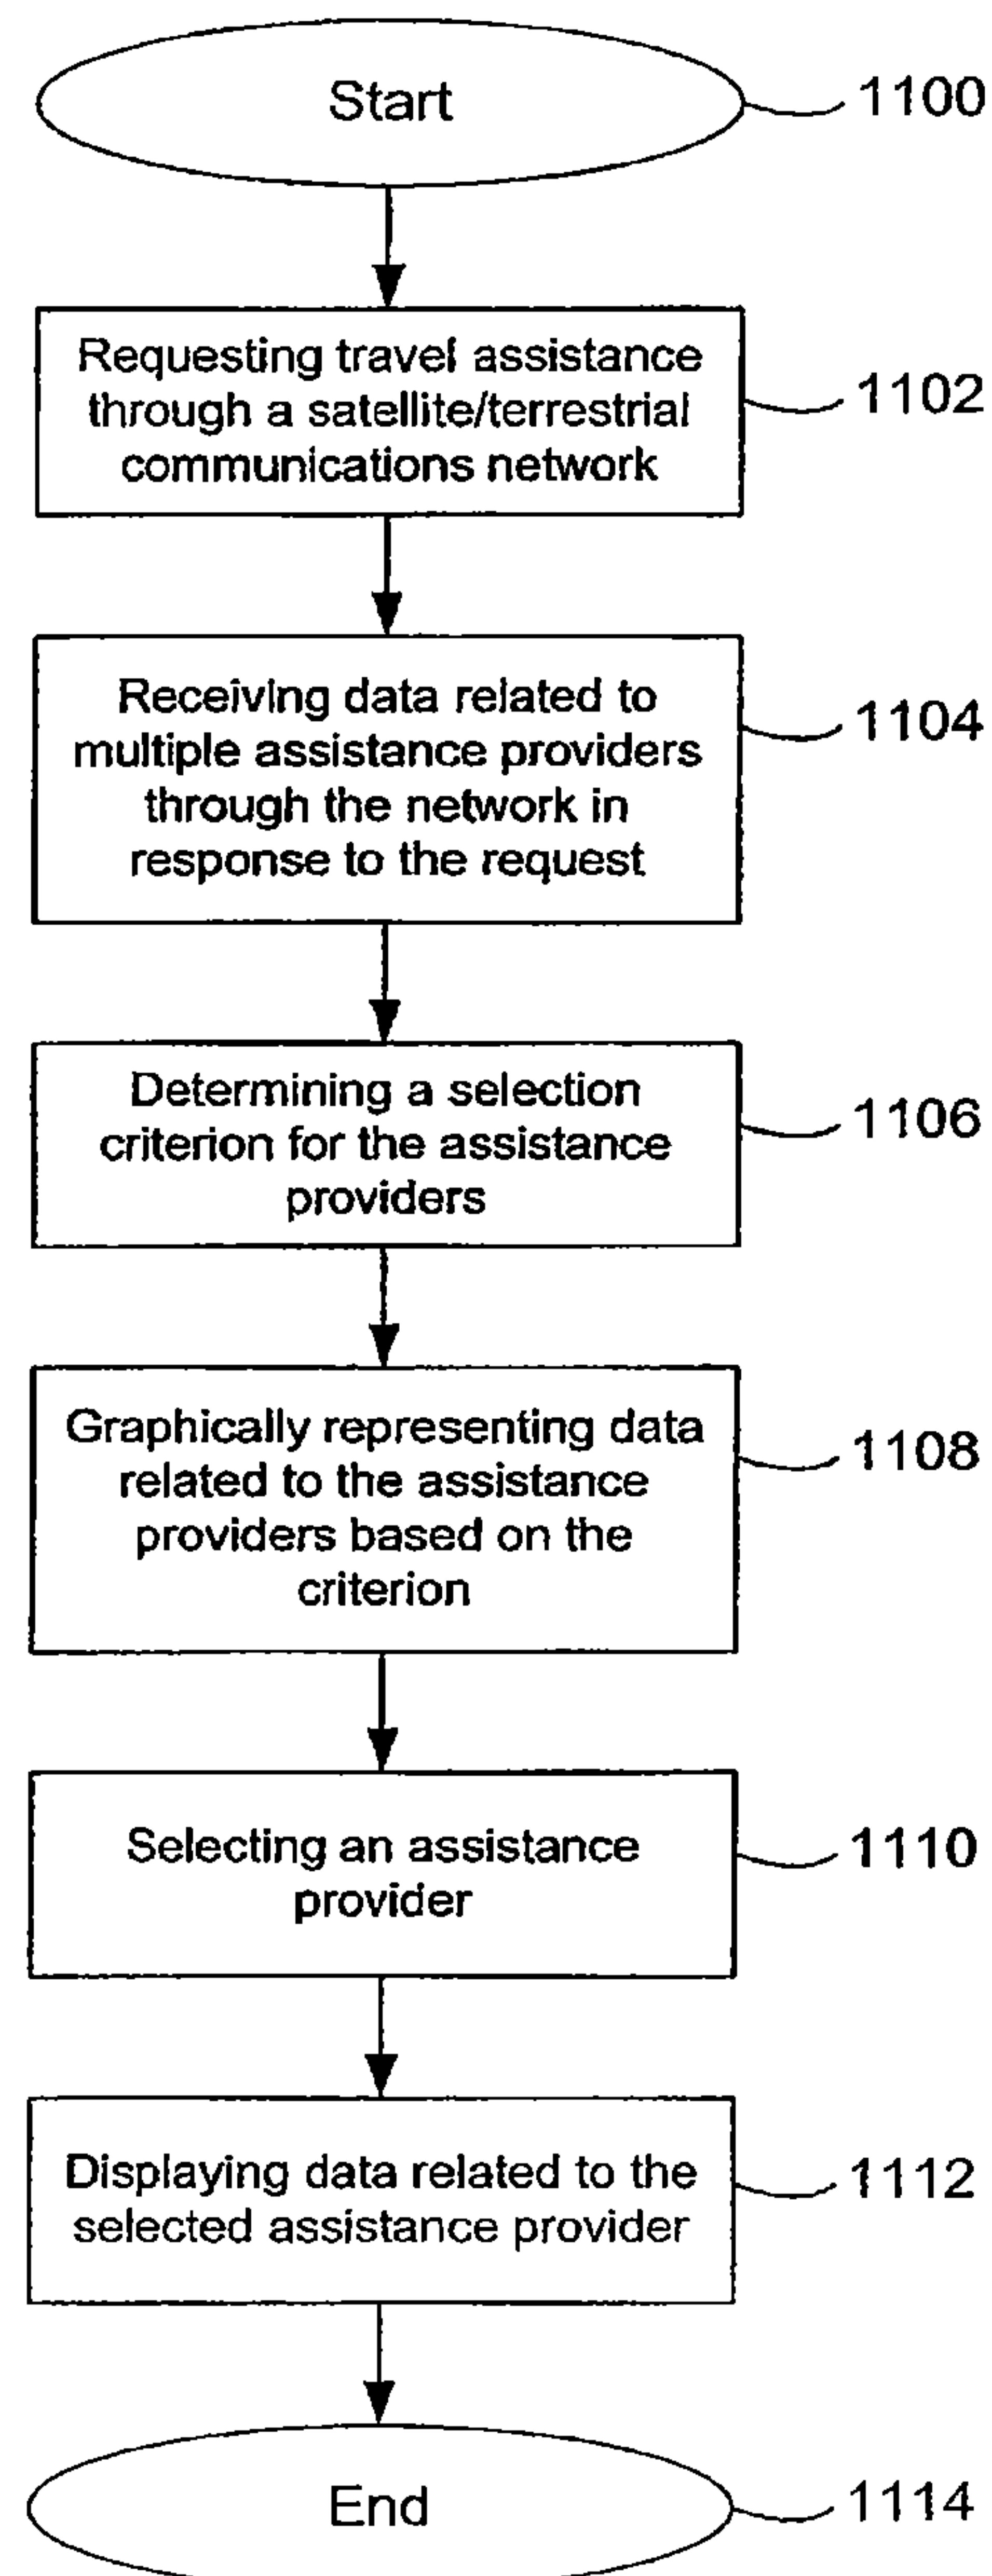 Start
1100
Requesting travel assistance
through a satellite/terrestrial
communications network
1102
Receiving data related to
multiple assistance providers
through the network in
response to the request
1104
Determining a selection
criterion for the assistance
providers
1106
Graphically representing data
related to the assistance
providers based on the
criterion
1108
Selecting an assistance
provider
1110
Displaying data related to the
selected assistance provider
1112
End
1114